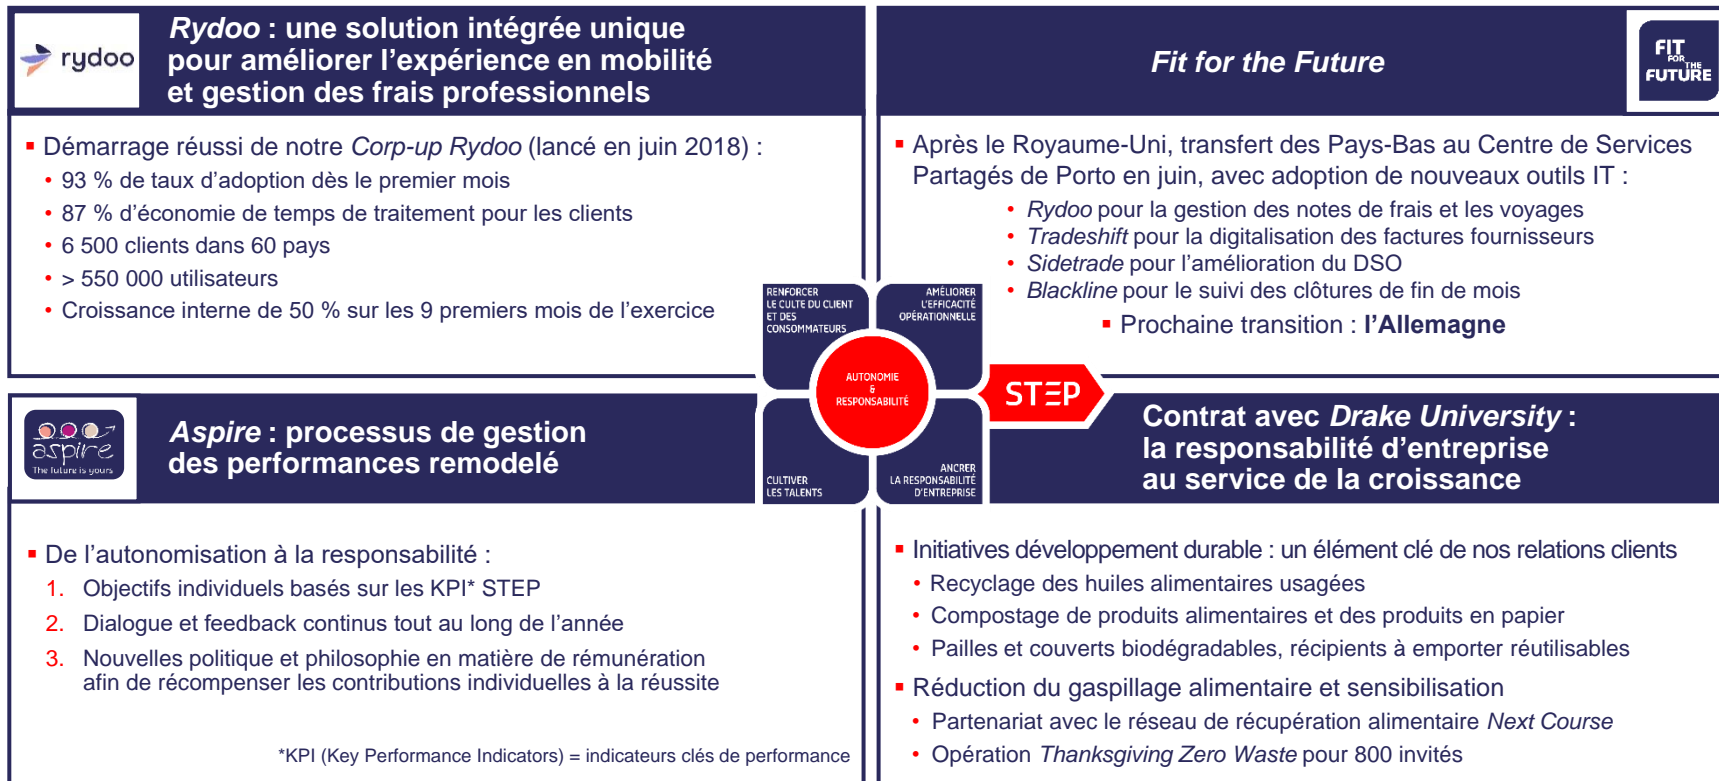 rydoo
Rydoo : une solution intégrée unique
pour améliorer l’expérience en mobilité
et gestion des frais professionnels
▪ Démarrage réussi de notre Corp-up Rydoo (lancé en juin 2018) :
• 93 % de taux d’adoption dès le premier mois
• 87 % d’économie de temps de traitement pour les clients
• 6 500 clients dans 60 pays
• > 550 000 utilisateurs
• Croissance interne de 50 % sur les 9 premiers mois de l’exercice
Fit for the Future
FIT
FOR THE
FUTURE
▪ Après le Royaume-Uni, transfert des Pays-Bas au Centre de Services
Partagés de Porto en juin, avec adoption de nouveaux outils IT :
• Rydoo pour la gestion des notes de frais et les voyages
• Tradeshift pour la digitalisation des factures fournisseurs
• Sidetrade pour l’amélioration du DSO
• Blackline pour le suivi des clôtures de fin de mois
▪ Prochaine transition : l’Allemagne
RENFORCER
LE CULTE DU CLIENT
ET DES
CONSOMMATEURS
AMÉLIORER
L’EFFICACITÉ
OPÉRATIONNELLE
AUTONOMIE
&
RESPONSABILITÉ
STEP
CULTIVER
LES TALENTS
ANCRER
LA RESPONSABILITÉ
D’ENTREPRISE
aspire
The future is yours
Aspire : processus de gestion
des performances remodelé
▪ De l’autonomisation à la responsabilité :
1. Objectifs individuels basés sur les KPI* STEP
2. Dialogue et feedback continus tout au long de l’année
3. Nouvelles politique et philosophie en matière de rémunération
afin de récompenser les contributions individuelles à la réussite
*KPI (Key Performance Indicators) = indicateurs clés de performance
Contrat avec Drake University :
la responsabilité d’entreprise
au service de la croissance
▪ Initiatives développement durable : un élément clé de nos relations clients
• Recyclage des huiles alimentaires usagées
• Compostage de produits alimentaires et des produits en papier
• Pailles et couverts biodégradables, récipients à emporter réutilisables
▪ Réduction du gaspillage alimentaire et sensibilisation
• Partenariat avec le réseau de récupération alimentaire Next Course
• Opération Thanksgiving Zero Waste pour 800 invités